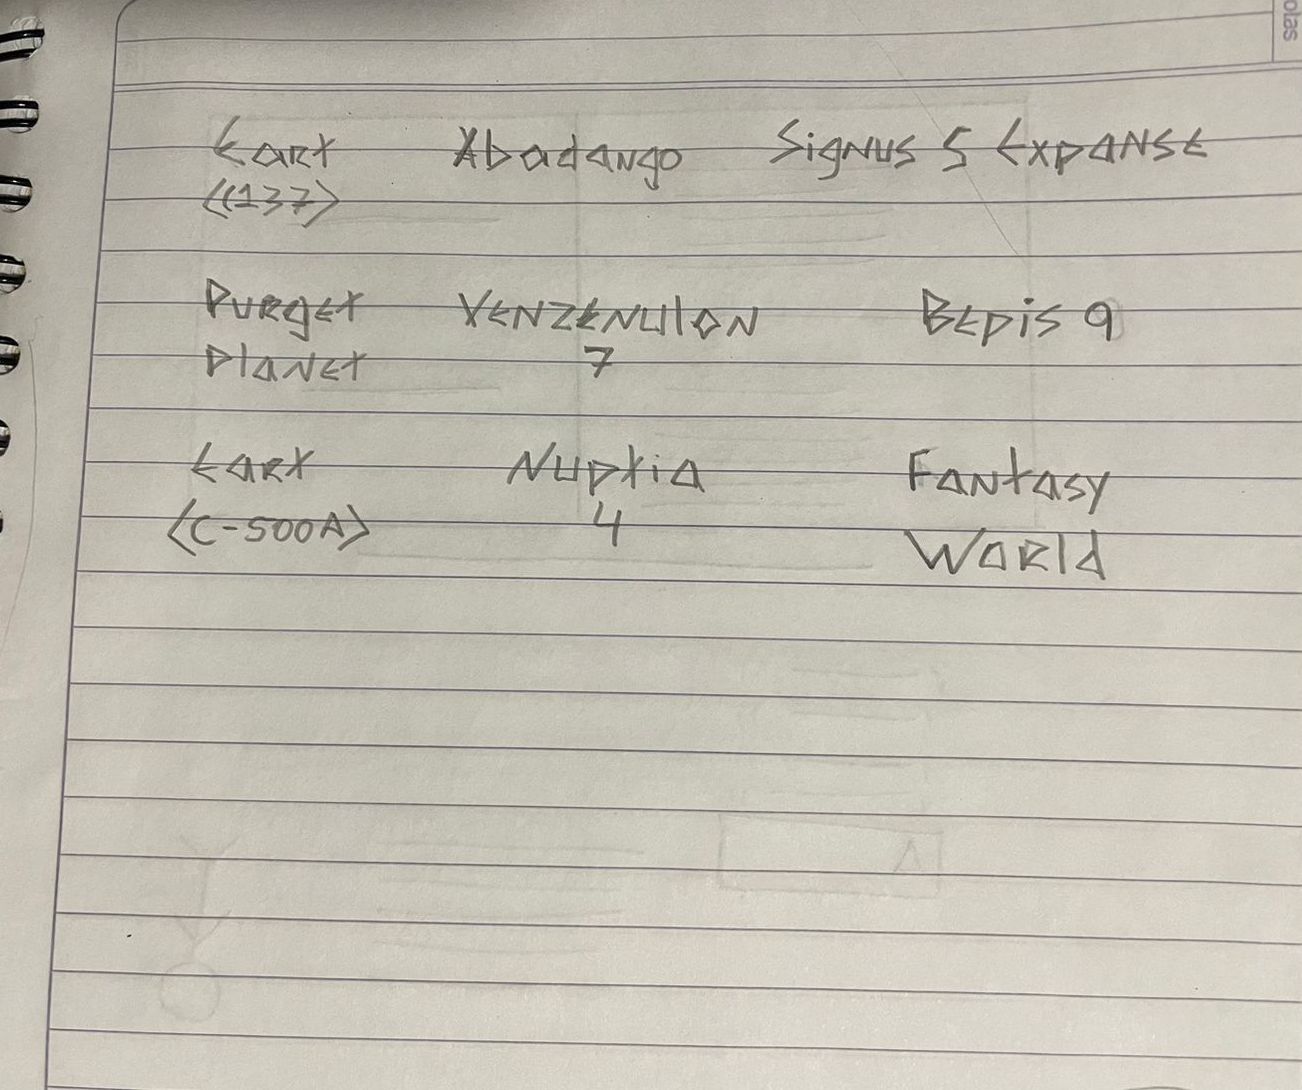 Eart Abadango Signus 5 Expanse
((137)
Purget Venzenulon Bepis 9
Planet 7
Eart Nuptia Fantasy
(C-500A) 4 World
olas